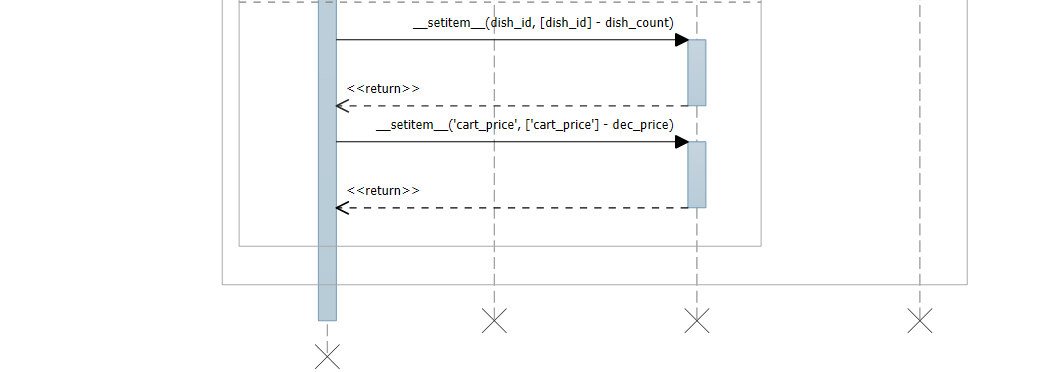 __setitem__(dish_id, [dish_id] - dish_count)
<<return>>
__setitem__('cart_price', ['cart_price'] - dec_price)
<<return>>